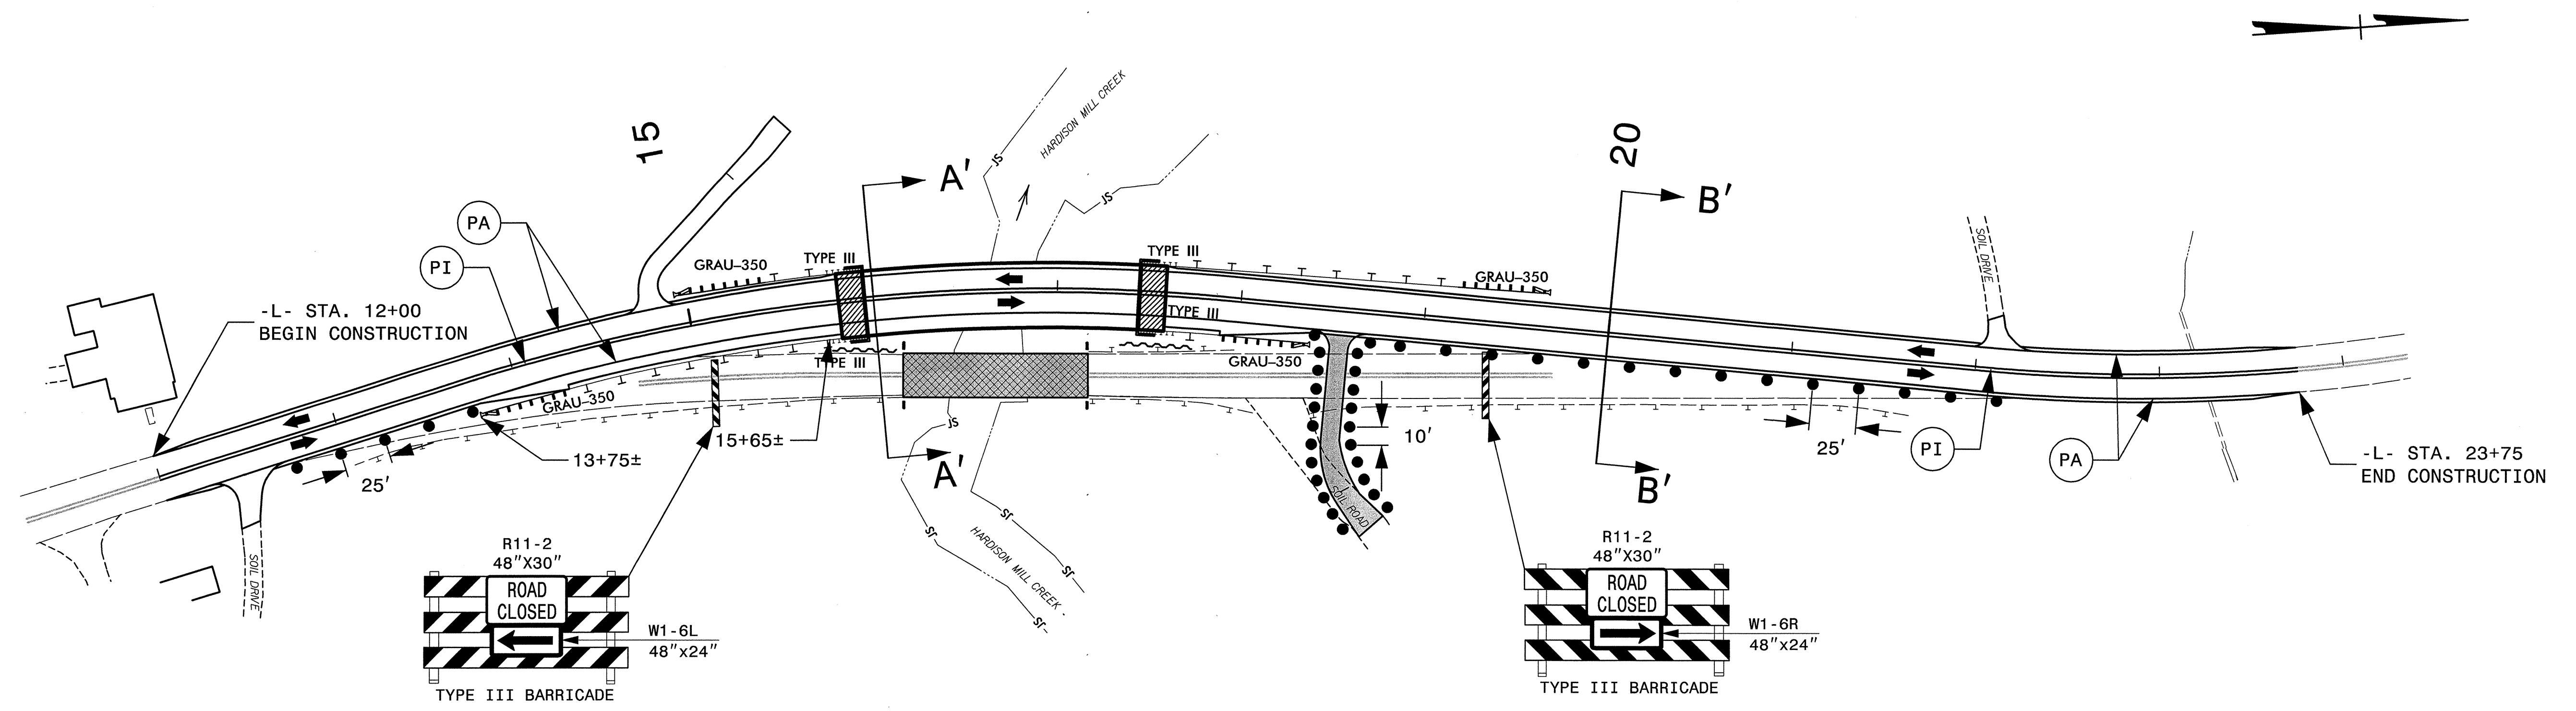 HARDISON MILL CREEK
JS
JS
15
20
A'
B'
PA
PI
-L- STA. 12+00
BEGIN CONSTRUCTION
GRAU-350
TYPE III
TYPE III
GRAU-350
TYPE III
TYPE III
GRAU-350
GRAU-350
SOIL DRIVE
13+75±
15+65±
25'
A'
JS
JS
JS
JS
JS
HARDISON MILL CREEK
10'
SOIL ROAD
B'
25'
PI
PA
-L- STA. 23+75
END CONSTRUCTION
SOIL DRIVE
R11-2
48"X30"
ROAD
CLOSED
W1-6L
48"x24"
TYPE III BARRICADE
R11-2
48"X30"
ROAD
CLOSED
W1-6R
48"x24"
TYPE III BARRICADE